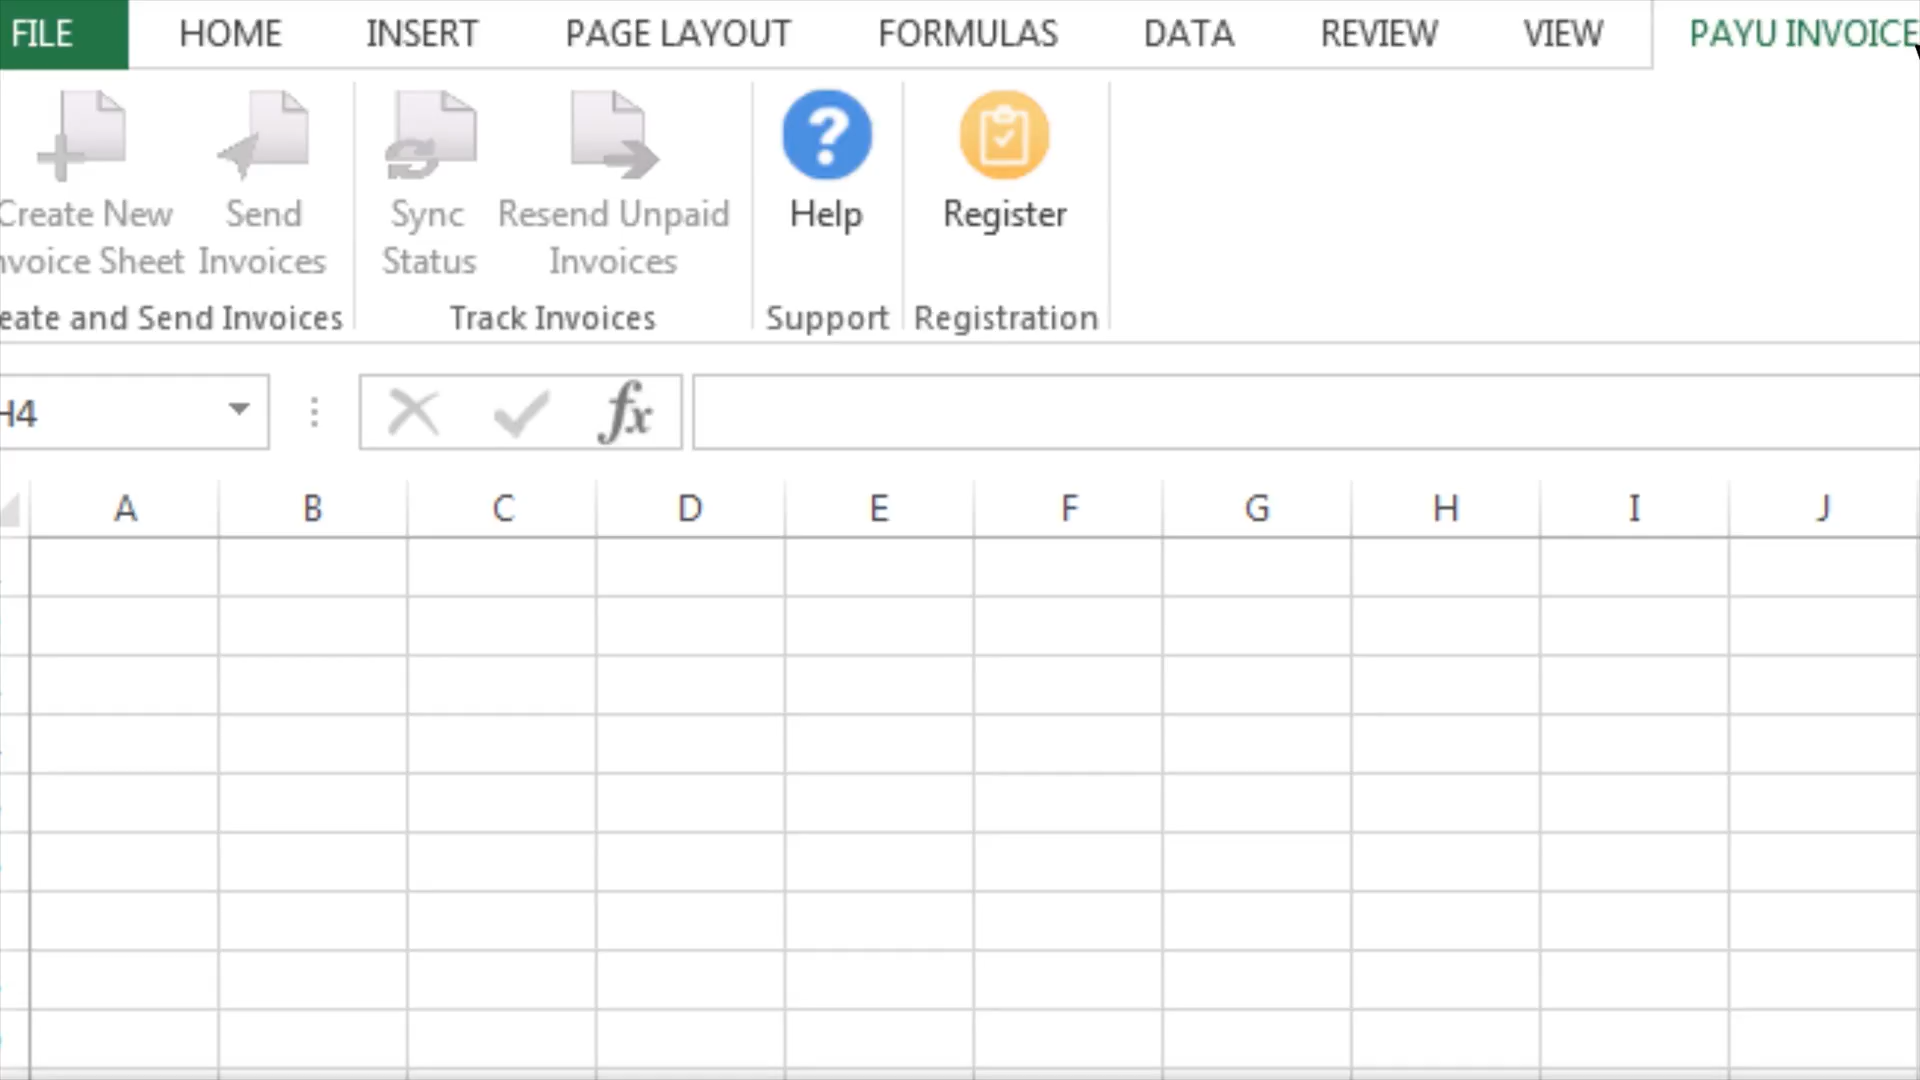 FILE HOME INSERT PAGE LAYOUT FORMULAS DATA REVIEW VIEW PAYU INVOICE
Create New Send Sync Resend Unpaid Help Register
nvoice Sheet Invoices Status Invoices
eate and Send Invoices Track Invoices Support Registration
H4 fx
A B C D E F G H I J